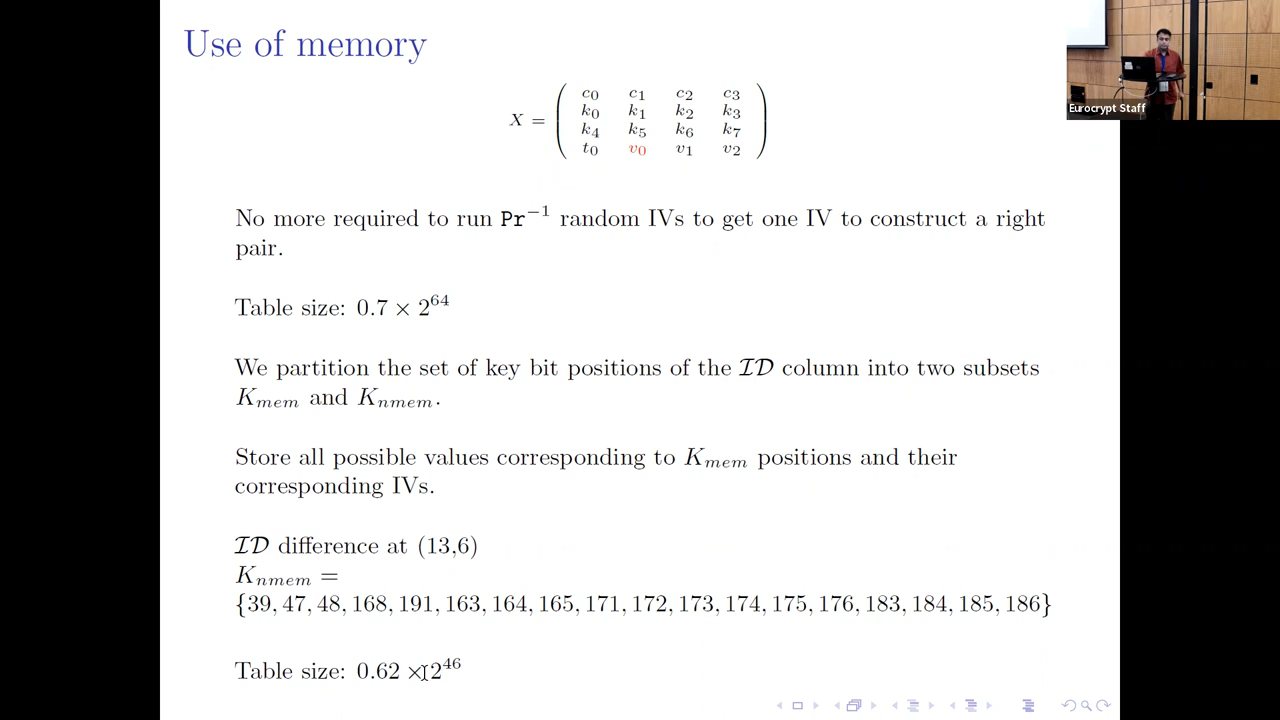 Use of memory
X = ( c₀ c₁ c₂ c₃
k₀ k₁ k₂ k₃
k₄ k₅ k₆ k₇
t₀ v₀ v₁ v₂ )
Eurocrypt Staff
No more required to run Pr⁻¹ random IVs to get one IV to construct a right
pair.
Table size: 0.7 × 2⁶⁴
We partition the set of key bit positions of the 𝓘𝓓 column into two subsets
K_mem and K_nmem.
Store all possible values corresponding to K_mem positions and their
corresponding IVs.
𝓘𝓓 difference at (13,6)
K_nmem =
{39, 47, 48, 168, 191, 163, 164, 165, 171, 172, 173, 174, 175, 176, 183, 184, 185, 186}
Table size: 0.62 × 2⁴⁶